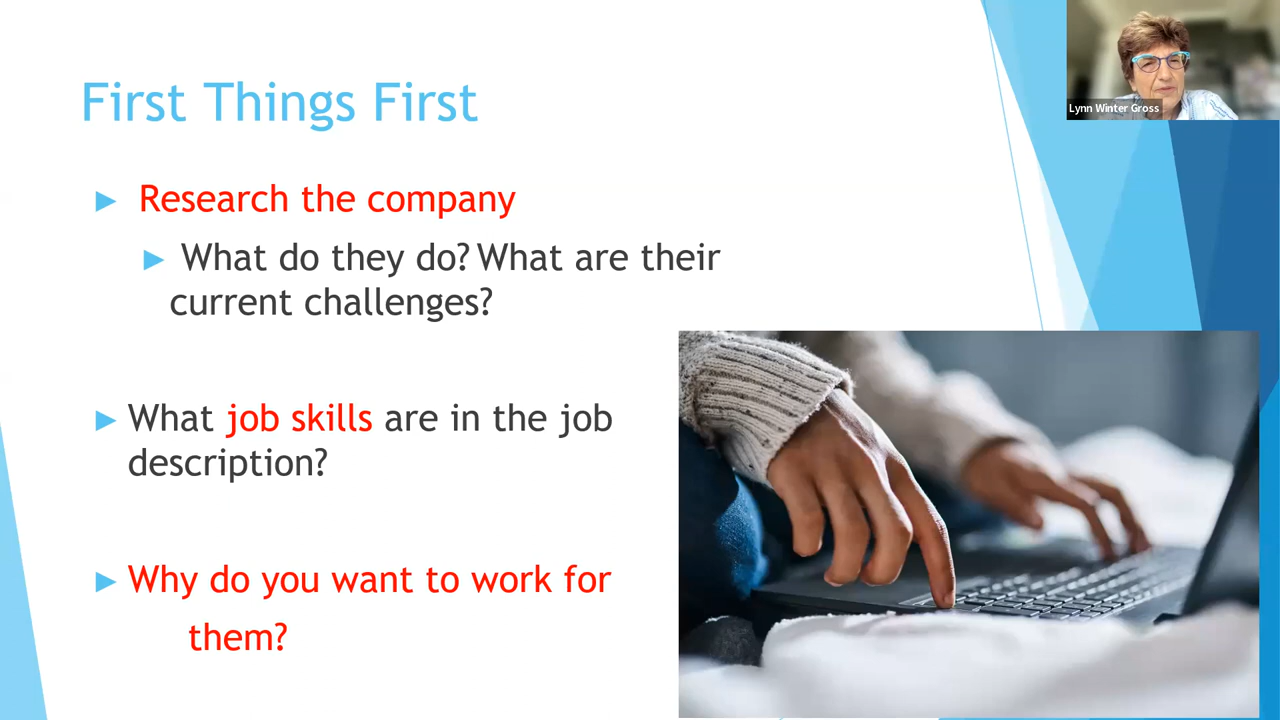 First Things First
Research the company
What do they do? What are their
current challenges?
What job skills are in the job
description?
Why do you want to work for
them?
Lynn Winter Gross